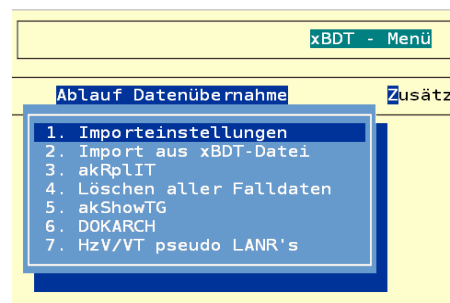 xBDT - Menü
Ablauf Datenübernahme Zusätz
1. Importeinstellungen
2. Import aus xBDT-Datei
3. akRplIT
4. Löschen aller Falldaten
5. akShowTG
6. DOKARCH
7. HzV/VT pseudo LANR's